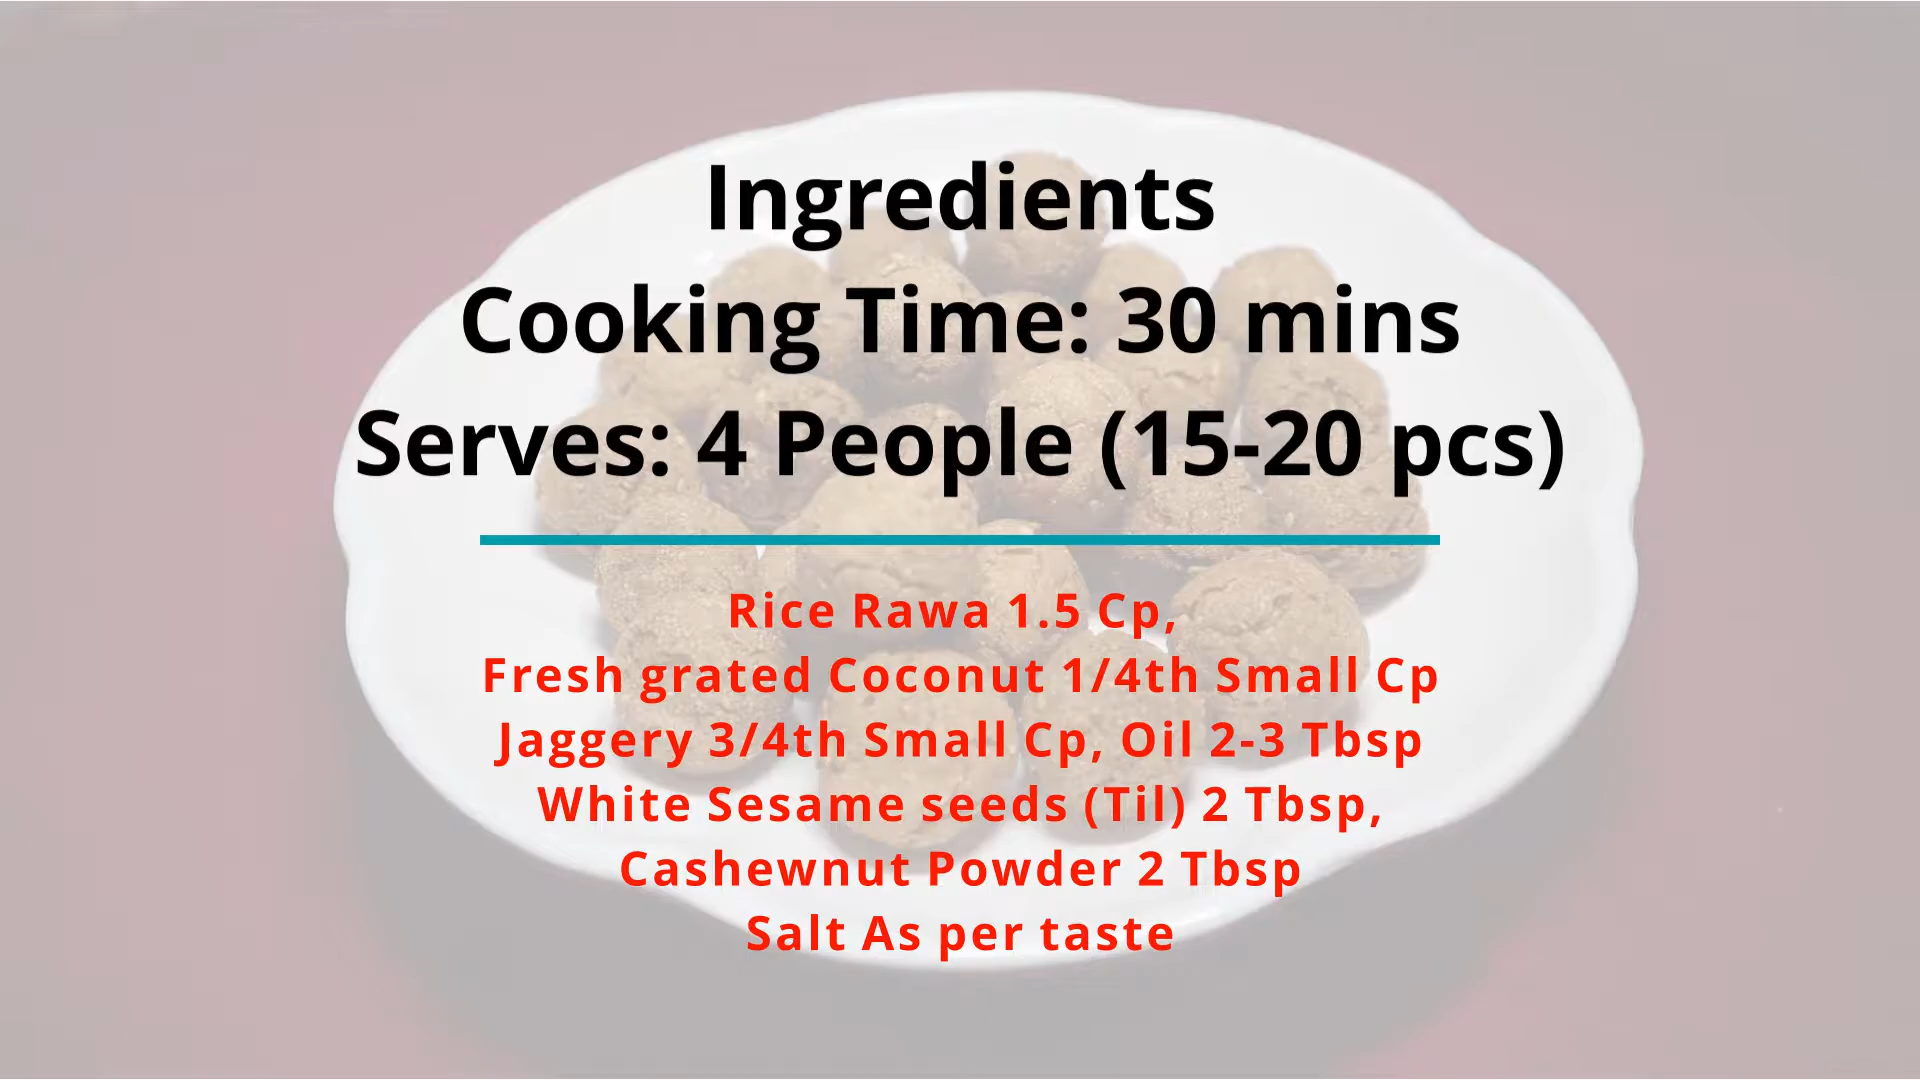 Ingredients
Cooking Time: 30 mins
Serves: 4 People (15-20 pcs)
Rice Rawa 1.5 Cp,
Fresh grated Coconut 1/4th Small Cp
Jaggery 3/4th Small Cp, Oil 2-3 Tbsp
White Sesame seeds (Til) 2 Tbsp,
Cashewnut Powder 2 Tbsp
Salt As per taste